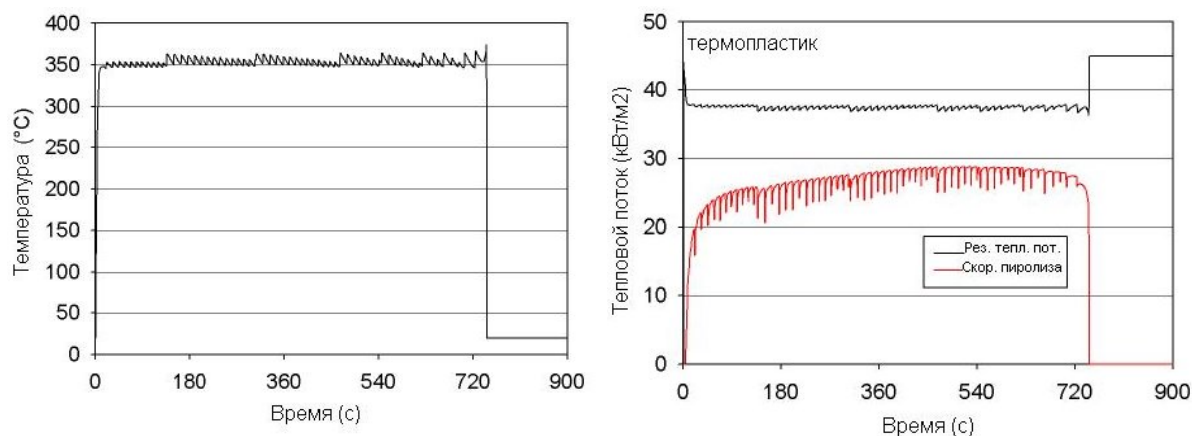 400
350
300
250
200
150
100
50
0
Температура (°C)
0 180 360 540 720 900
Время (с)
50
40
30
20
10
0
Тепловой поток (кВт/м2)
термопластик
Рез. тепл. пот.
Скор. пиролиза
0 180 360 540 720 900
Время (с)